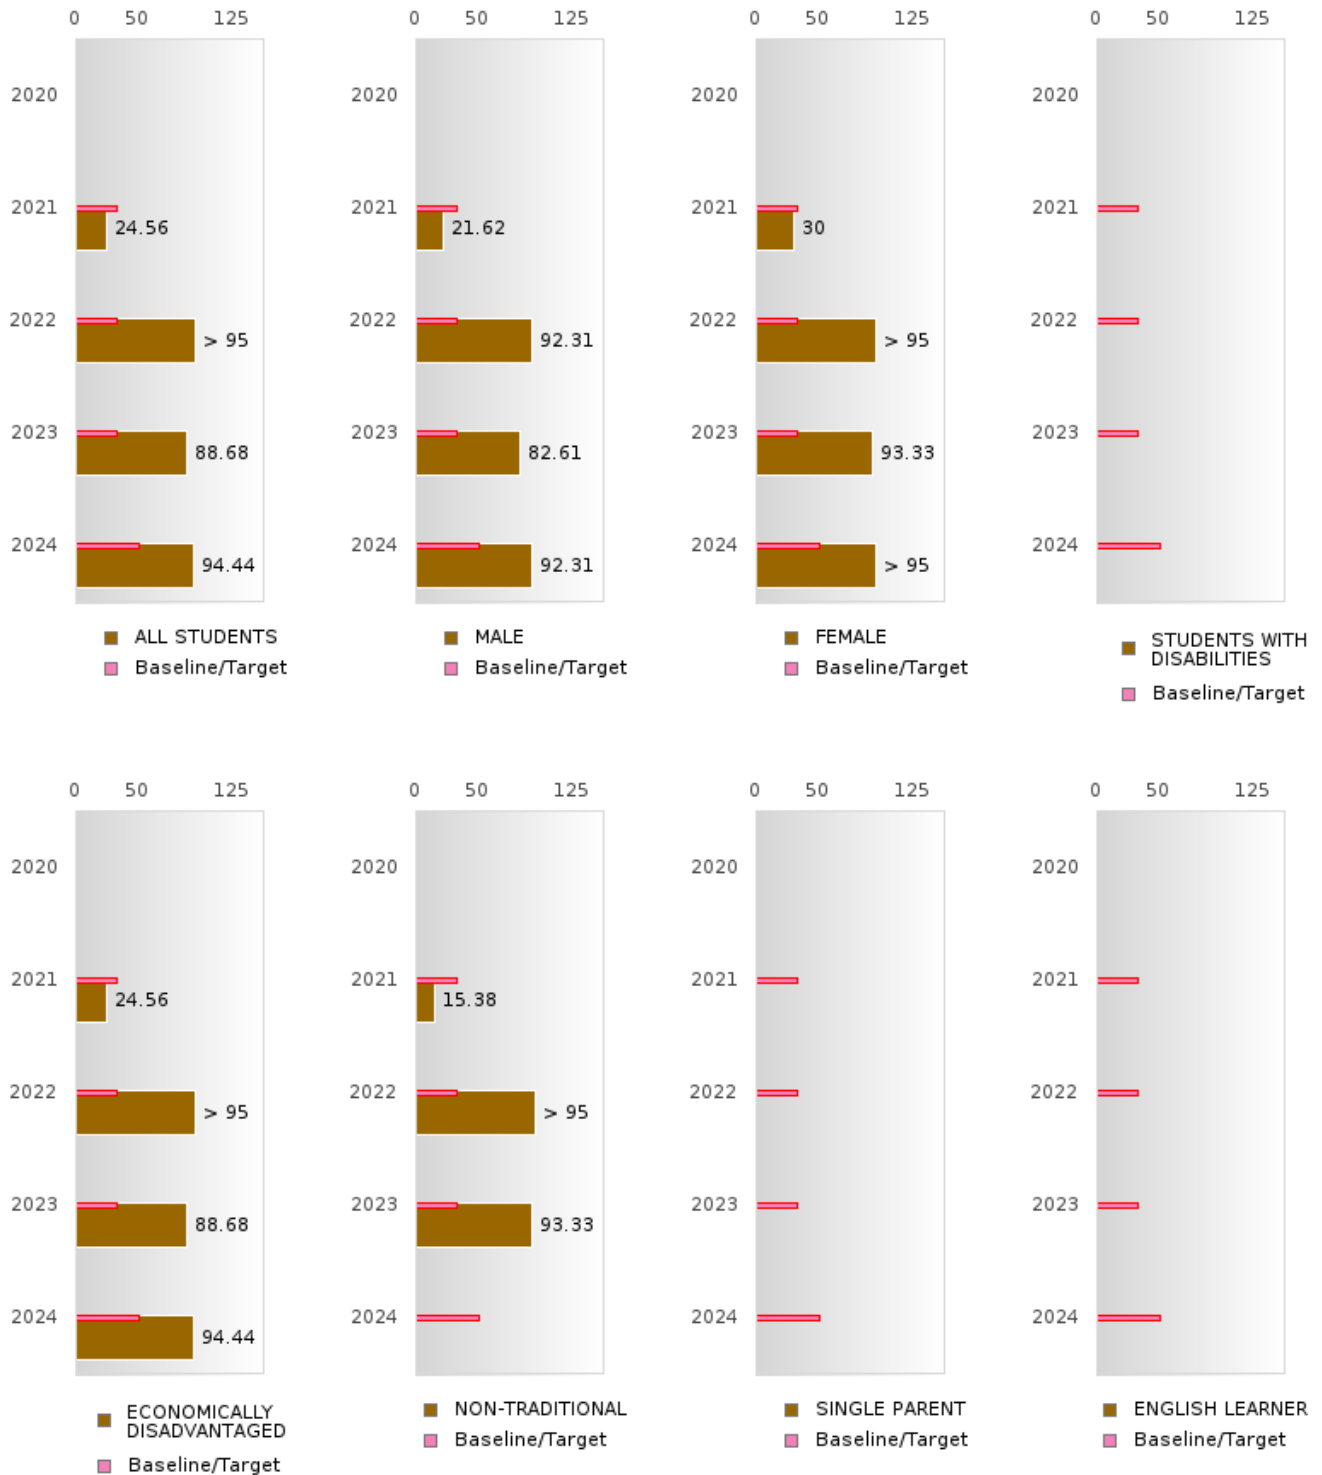 0 50 125
2020
2021 24.56
2022 > 95
2023 88.68
2024 94.44
ALL STUDENTS
Baseline/Target
0 50 125
2020
2021 21.62
2022 92.31
2023 82.61
2024 92.31
MALE
Baseline/Target
0 50 125
2020
2021 30
2022 > 95
2023 93.33
2024 > 95
FEMALE
Baseline/Target
0 50 125
2020
2021
2022
2023
2024
STUDENTS WITH
DISABILITIES
Baseline/Target
0 50 125
2020
2021 24.56
2022 > 95
2023 88.68
2024 94.44
ECONOMICALLY
DISADVANTAGED
Baseline/Target
0 50 125
2020
2021 15.38
2022 > 95
2023 93.33
2024
NON-TRADITIONAL
Baseline/Target
0 50 125
2020
2021
2022
2023
2024
SINGLE PARENT
Baseline/Target
0 50 125
2020
2021
2022
2023
2024
ENGLISH LEARNER
Baseline/Target